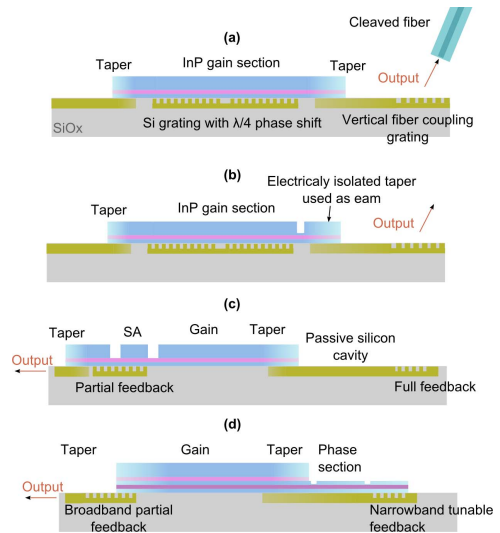 Cleaved fiber
(a)
Taper
InP gain section
Taper
Output
SiOx
Si grating with λ/4 phase shift
Vertical fiber coupling
grating
(b)
Electricaly isolated taper
used as eam
Taper
InP gain section
Output
(c)
Taper
SA
Gain
Taper
Passive silicon
cavity
Output
Partial feedback
Full feedback
(d)
Taper
Gain
Taper
Phase
section
Output
Broadband partial
feedback
Narrowband tunable
feedback